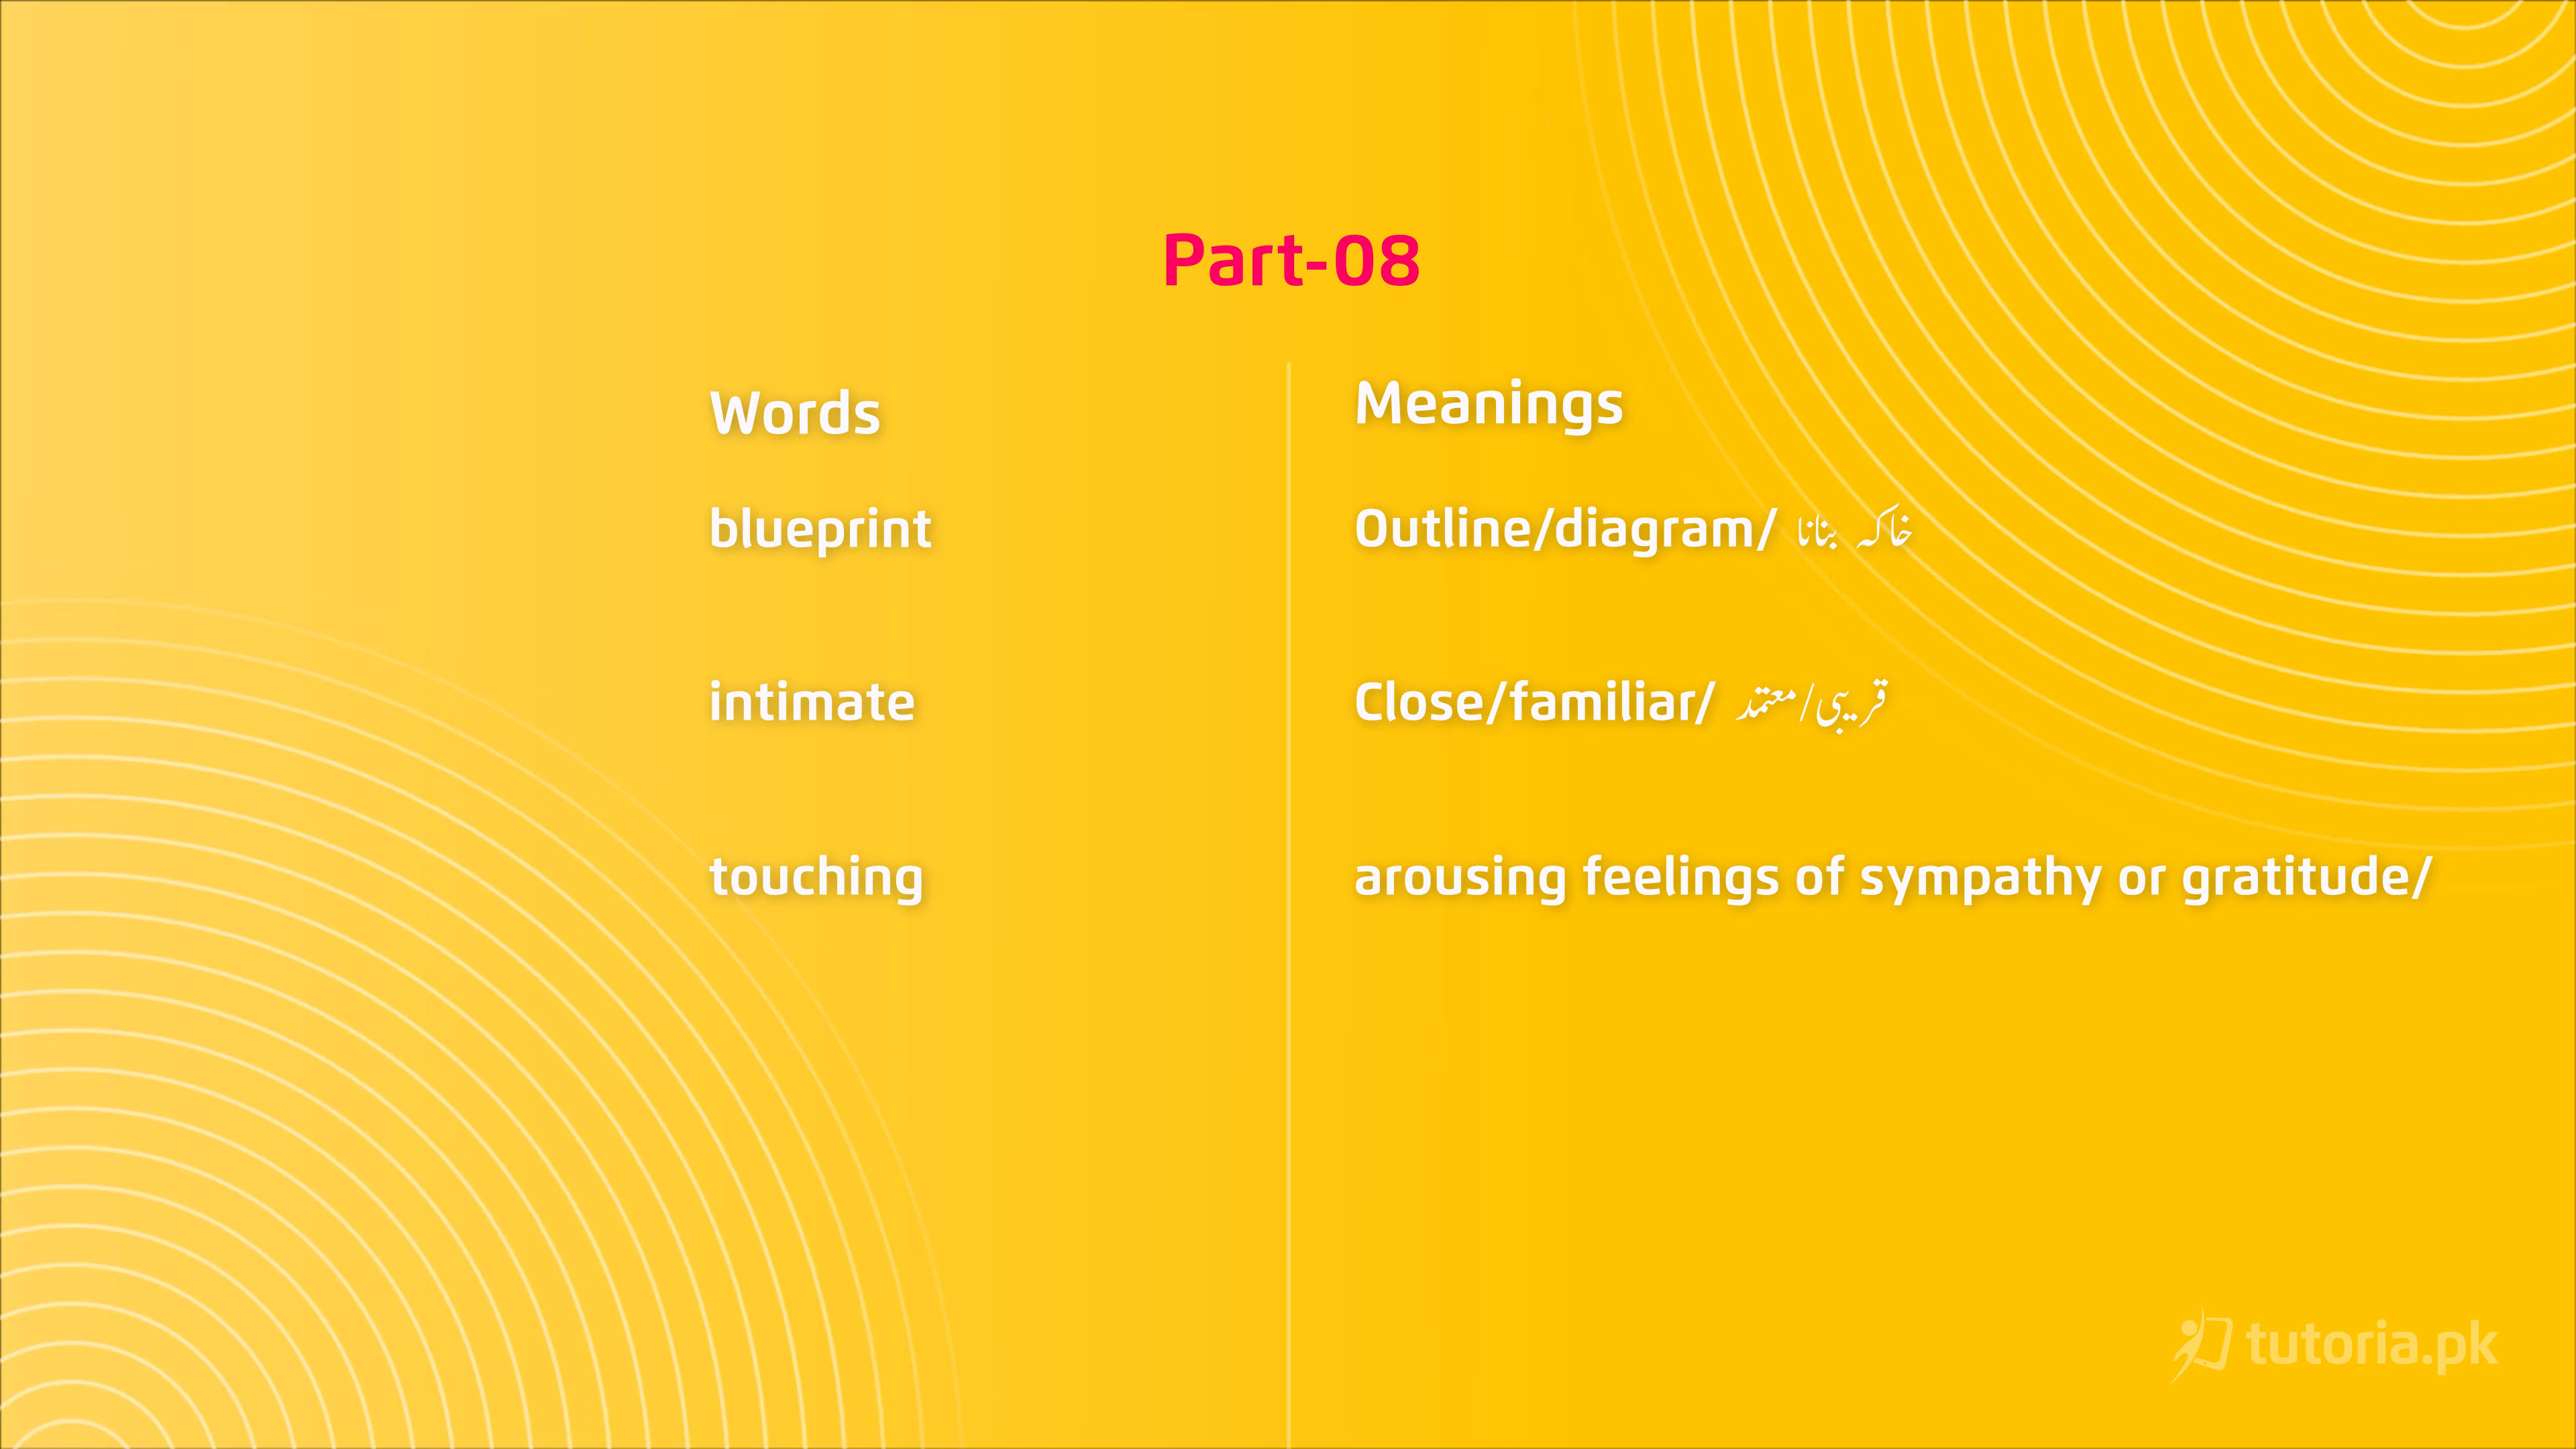 Part-08
Words
Meanings
blueprint
Outline/diagram/ خاکہ بنانا
intimate
Close/familiar/ قریبی/معتمد
touching
arousing feelings of sympathy or gratitude/
tutoria.pk